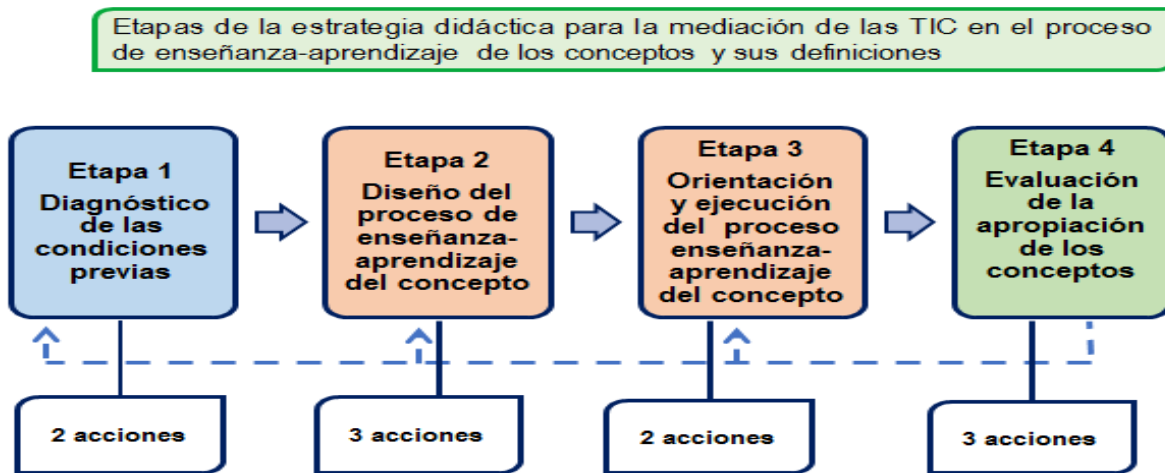 Etapas de la estrategia didáctica para la mediación de las TIC en el proceso
de enseñanza-aprendizaje de los conceptos y sus definiciones
Etapa 1
Diagnóstico
de las
condiciones
previas
Etapa 2
Diseño del
proceso de
enseñanza-
aprendizaje
del concepto
Etapa 3
Orientación
y ejecución
del proceso
enseñanza-
aprendizaje
del concepto
Etapa 4
Evaluación
de la
apropiación
de los
conceptos
2 acciones
3 acciones
2 acciones
3 acciones